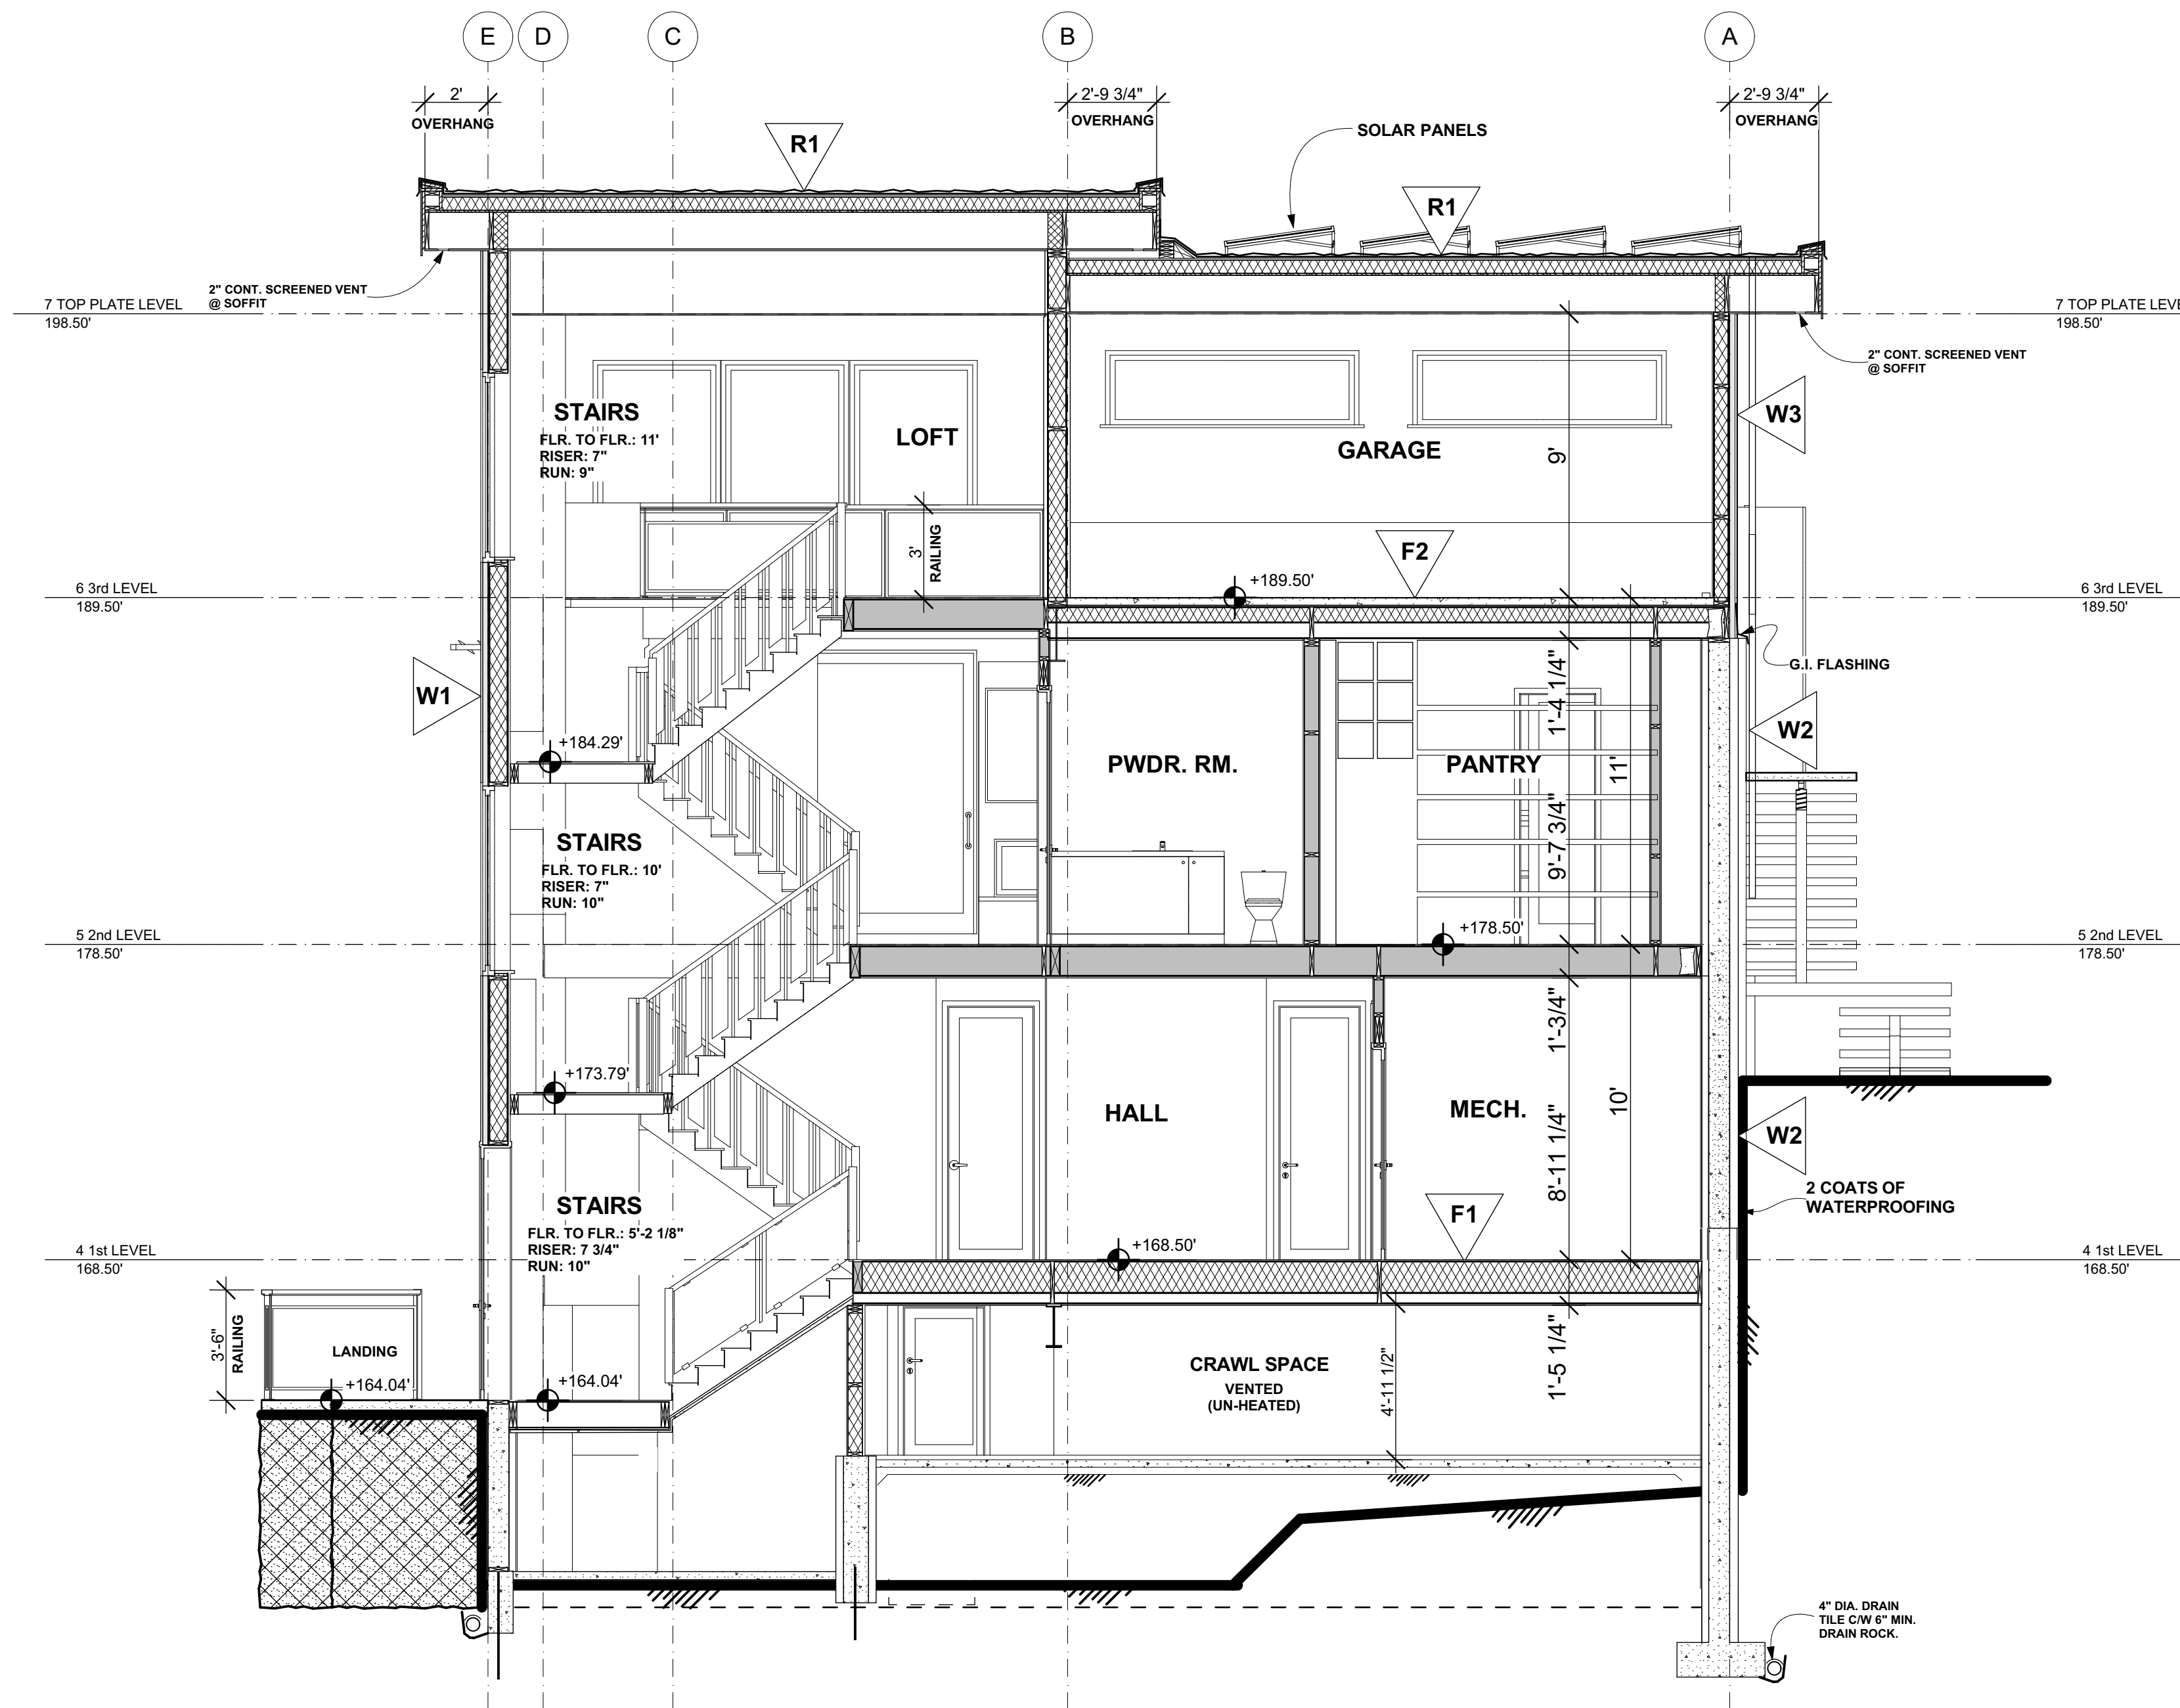 E
D
C
B
A
2'
OVERHANG
2'-9 3/4"
OVERHANG
2'-9 3/4"
OVERHANG
R1
SOLAR PANELS
R1
2" CONT. SCREENED VENT
@ SOFFIT
7 TOP PLATE LEVEL
198.50'
7 TOP PLATE LEVE
198.50'
2" CONT. SCREENED VENT
@ SOFFIT
STAIRS
FLR. TO FLR.: 11'
RISER: 7"
RUN: 9"
LOFT
GARAGE
9'
W3
3'
RAILING
F2
+189.50'
6 3rd LEVEL
189.50'
6 3rd LEVEL
189.50'
G.I. FLASHING
W1
1'-4 1/4"
W2
+184.29'
PWDR. RM.
PANTRY
11'
9'-7 3/4"
STAIRS
FLR. TO FLR.: 10'
RISER: 7"
RUN: 10"
+178.50'
5 2nd LEVEL
178.50'
5 2nd LEVEL
178.50'
1'-3/4"
+173.79'
HALL
MECH.
10'
8'-11 1/4"
W2
2 COATS OF
WATERPROOFING
STAIRS
FLR. TO FLR.: 5'-2 1/8"
RISER: 7 3/4"
RUN: 10"
F1
+168.50'
4 1st LEVEL
168.50'
4 1st LEVEL
168.50'
3'-6"
RAILING
LANDING
+164.04'
+164.04'
CRAWL SPACE
VENTED
(UN-HEATED)
4'-11 1/2"
1'-5 1/4"
4" DIA. DRAIN
TILE C/W 6" MIN.
DRAIN ROCK.